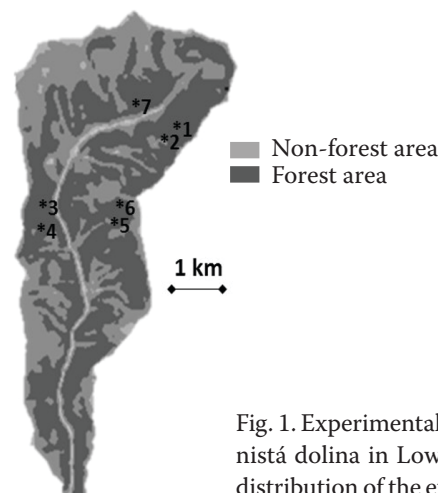 *7
*1
*2
Non-forest area
Forest area
*3
*6
*4
*5
1 km
Fig. 1. Experimental
nistá dolina in Low
distribution of the e